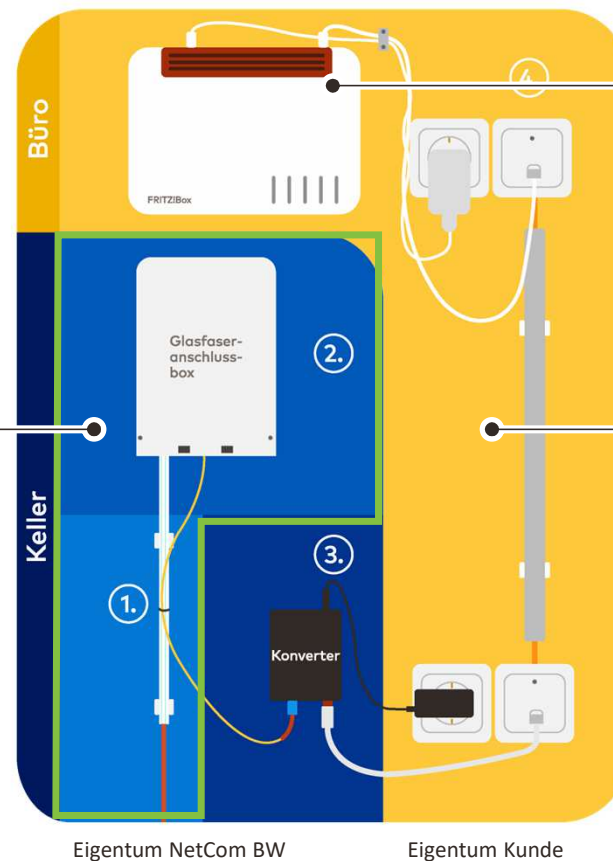 Büro
FRITZ!Box
4
Keller
Glasfaser-
anschluss-
box
2.
1.
3.
Konverter
Eigentum NetCom BW
Eigentum Kunde